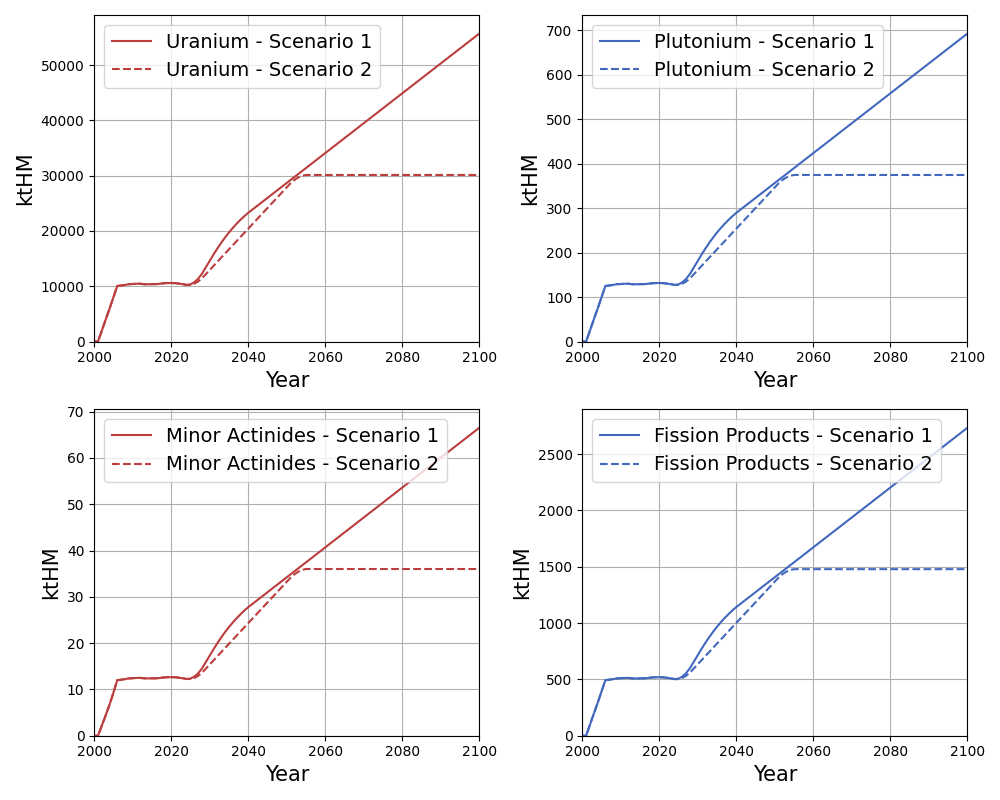 Uranium - Scenario 1
Uranium - Scenario 2
50000
40000
30000
20000
10000
0
ktHM
2000 2020 2040 2060 2080 2100
Year
Plutonium - Scenario 1
Plutonium - Scenario 2
700
600
500
400
300
200
100
0
ktHM
2000 2020 2040 2060 2080 2100
Year
Minor Actinides - Scenario 1
Minor Actinides - Scenario 2
70
60
50
40
30
20
10
0
ktHM
2000 2020 2040 2060 2080 2100
Year
Fission Products - Scenario 1
Fission Products - Scenario 2
2500
2000
1500
1000
500
0
ktHM
2000 2020 2040 2060 2080 2100
Year